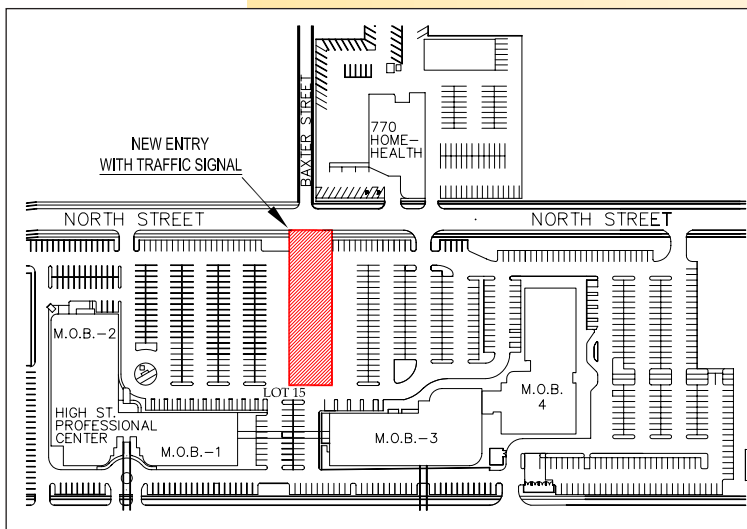 BAXTER STREET
770
HOME-
HEALTH
NEW ENTRY
WITH TRAFFIC SIGNAL
NORTH STREET
NORTH STREET
M.O.B.-2
LOT 15
M.O.B.
4
HIGH ST.
PROFESSIONAL
CENTER
M.O.B.-1
M.O.B.-3